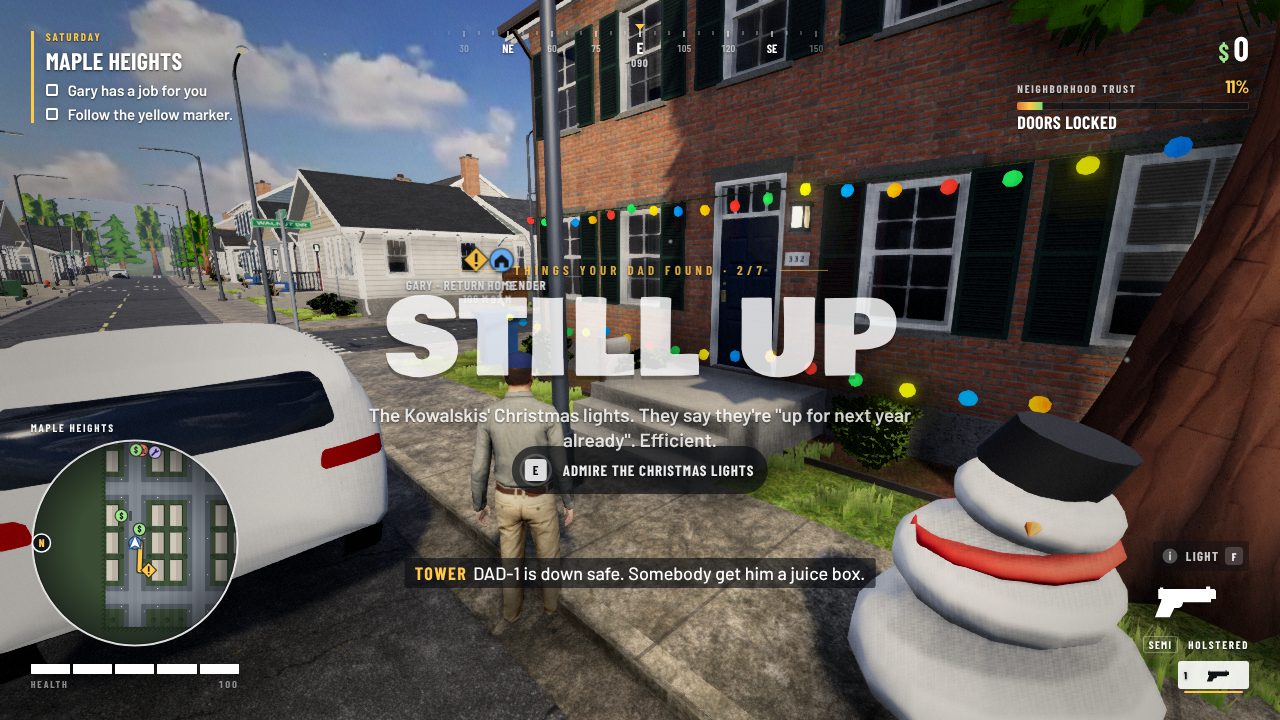 SATURDAY
MAPLE HEIGHTS
Gary has a job for you
Follow the yellow marker.
30 NE 60 75 E 105 120 SE 150
090
$0
NEIGHBORHOOD TRUST 11%
DOORS LOCKED
WALNUT DR
332
THINGS YOUR DAD FOUND · 2/7
GARY - RETURN HOME
STILL UP
The Kowalskis' Christmas lights. They say they're "up for next year
already". Efficient.
E ADMIRE THE CHRISTMAS LIGHTS
MAPLE HEIGHTS
$ $ $
N
TOWER DAD-1 is down safe. Somebody get him a juice box.
LIGHT F
SEMI HOLSTERED
1
HEALTH 100